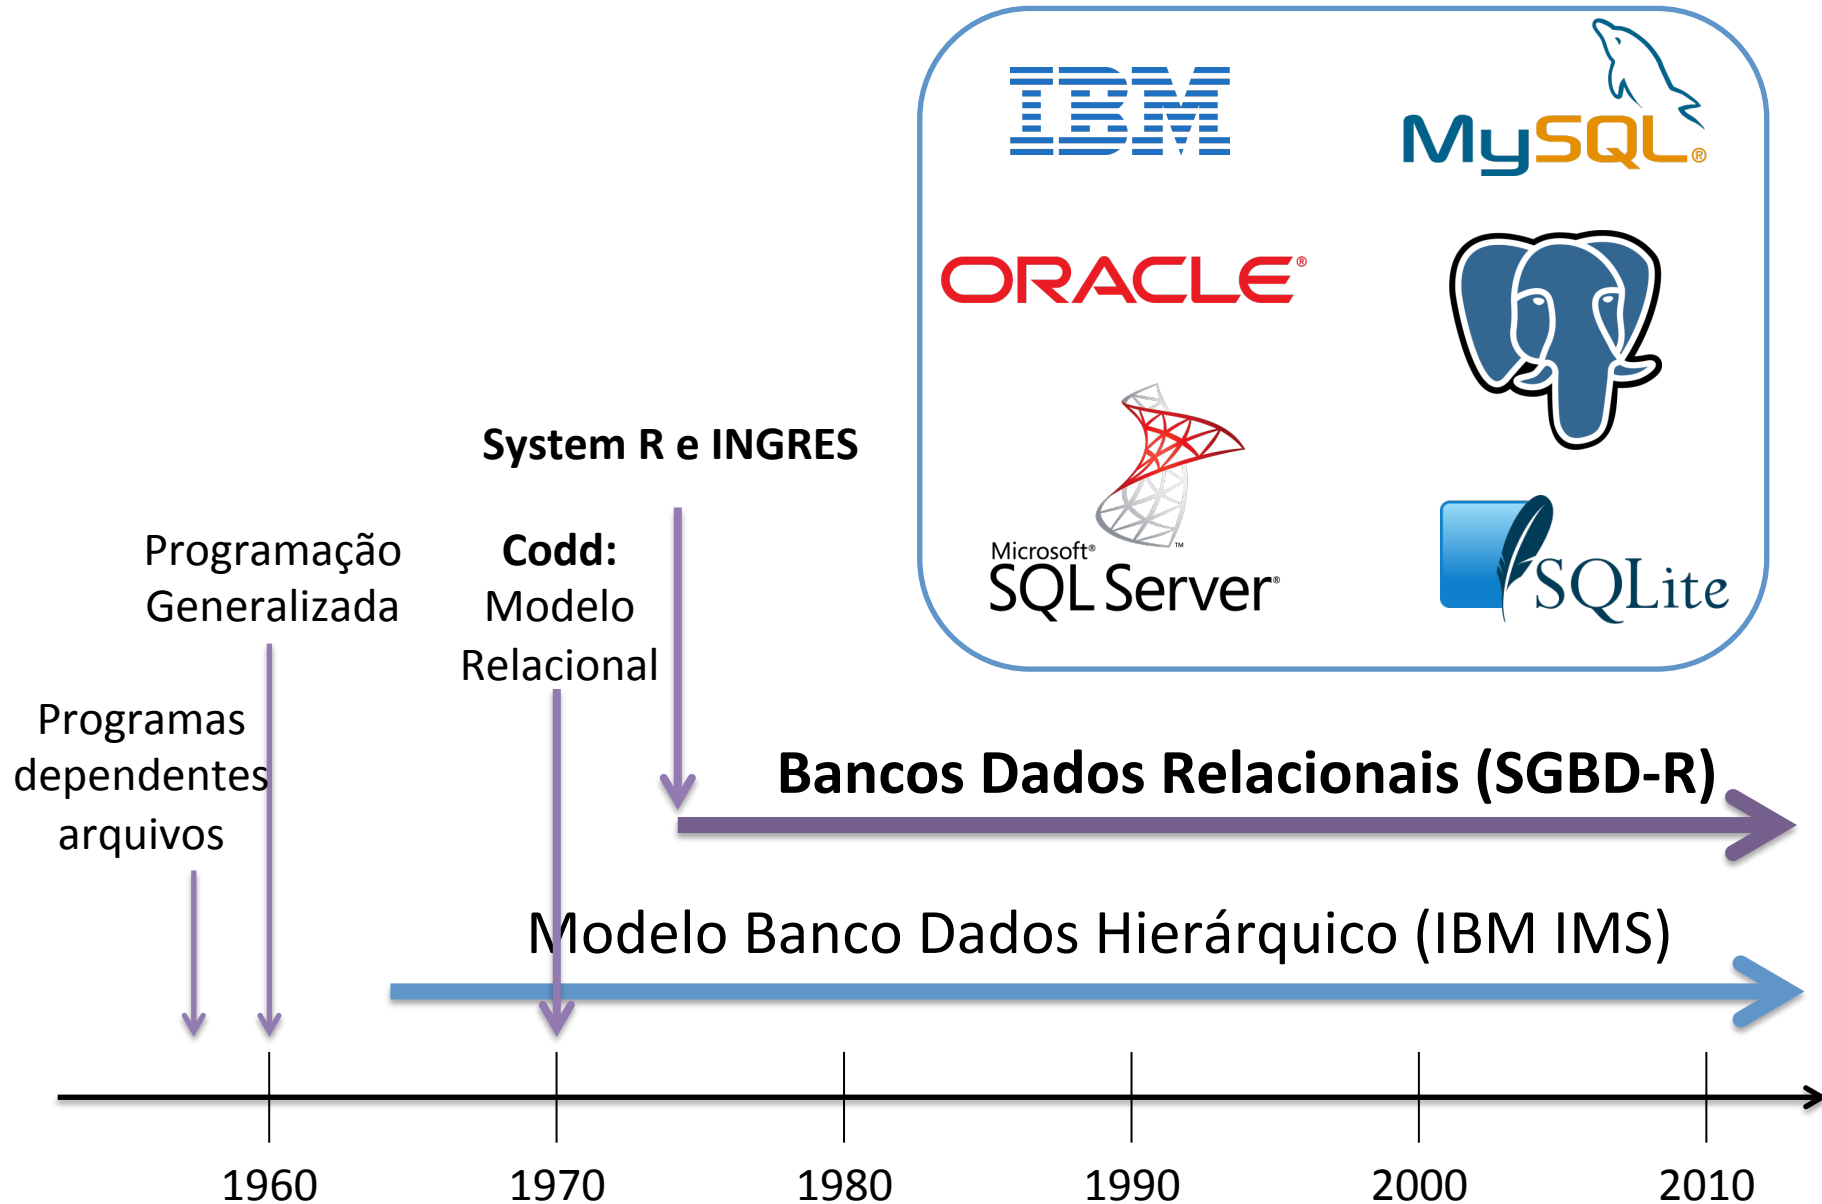 IBM
MySQL®
ORACLE®
System R e INGRES
Programação
Generalizada
Codd:
Modelo
Relacional
Microsoft®
SQL Server®
™
SQLite
Programas
dependentes
arquivos
Bancos Dados Relacionais (SGBD-R)
Modelo Banco Dados Hierárquico (IBM IMS)
1960 1970 1980 1990 2000 2010